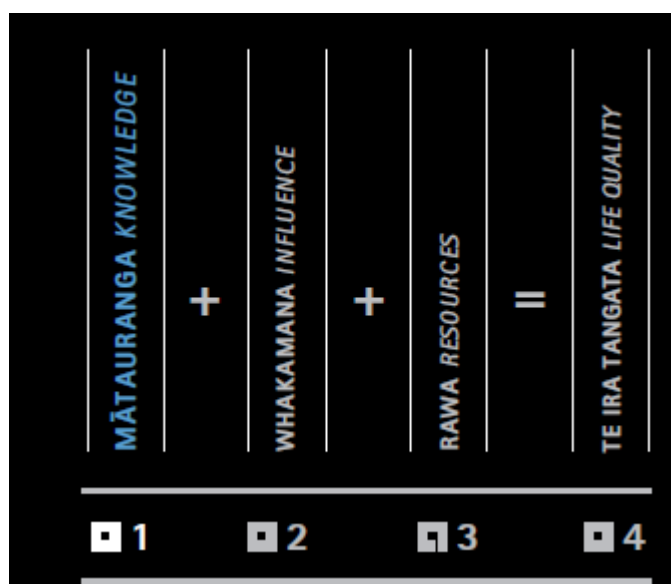 MĀTAURANGA KNOWLEDGE
+
WHAKAMANA INFLUENCE
+
RAWA RESOURCES
=
TE IRA TANGATA LIFE QUALITY
1
2
3
4